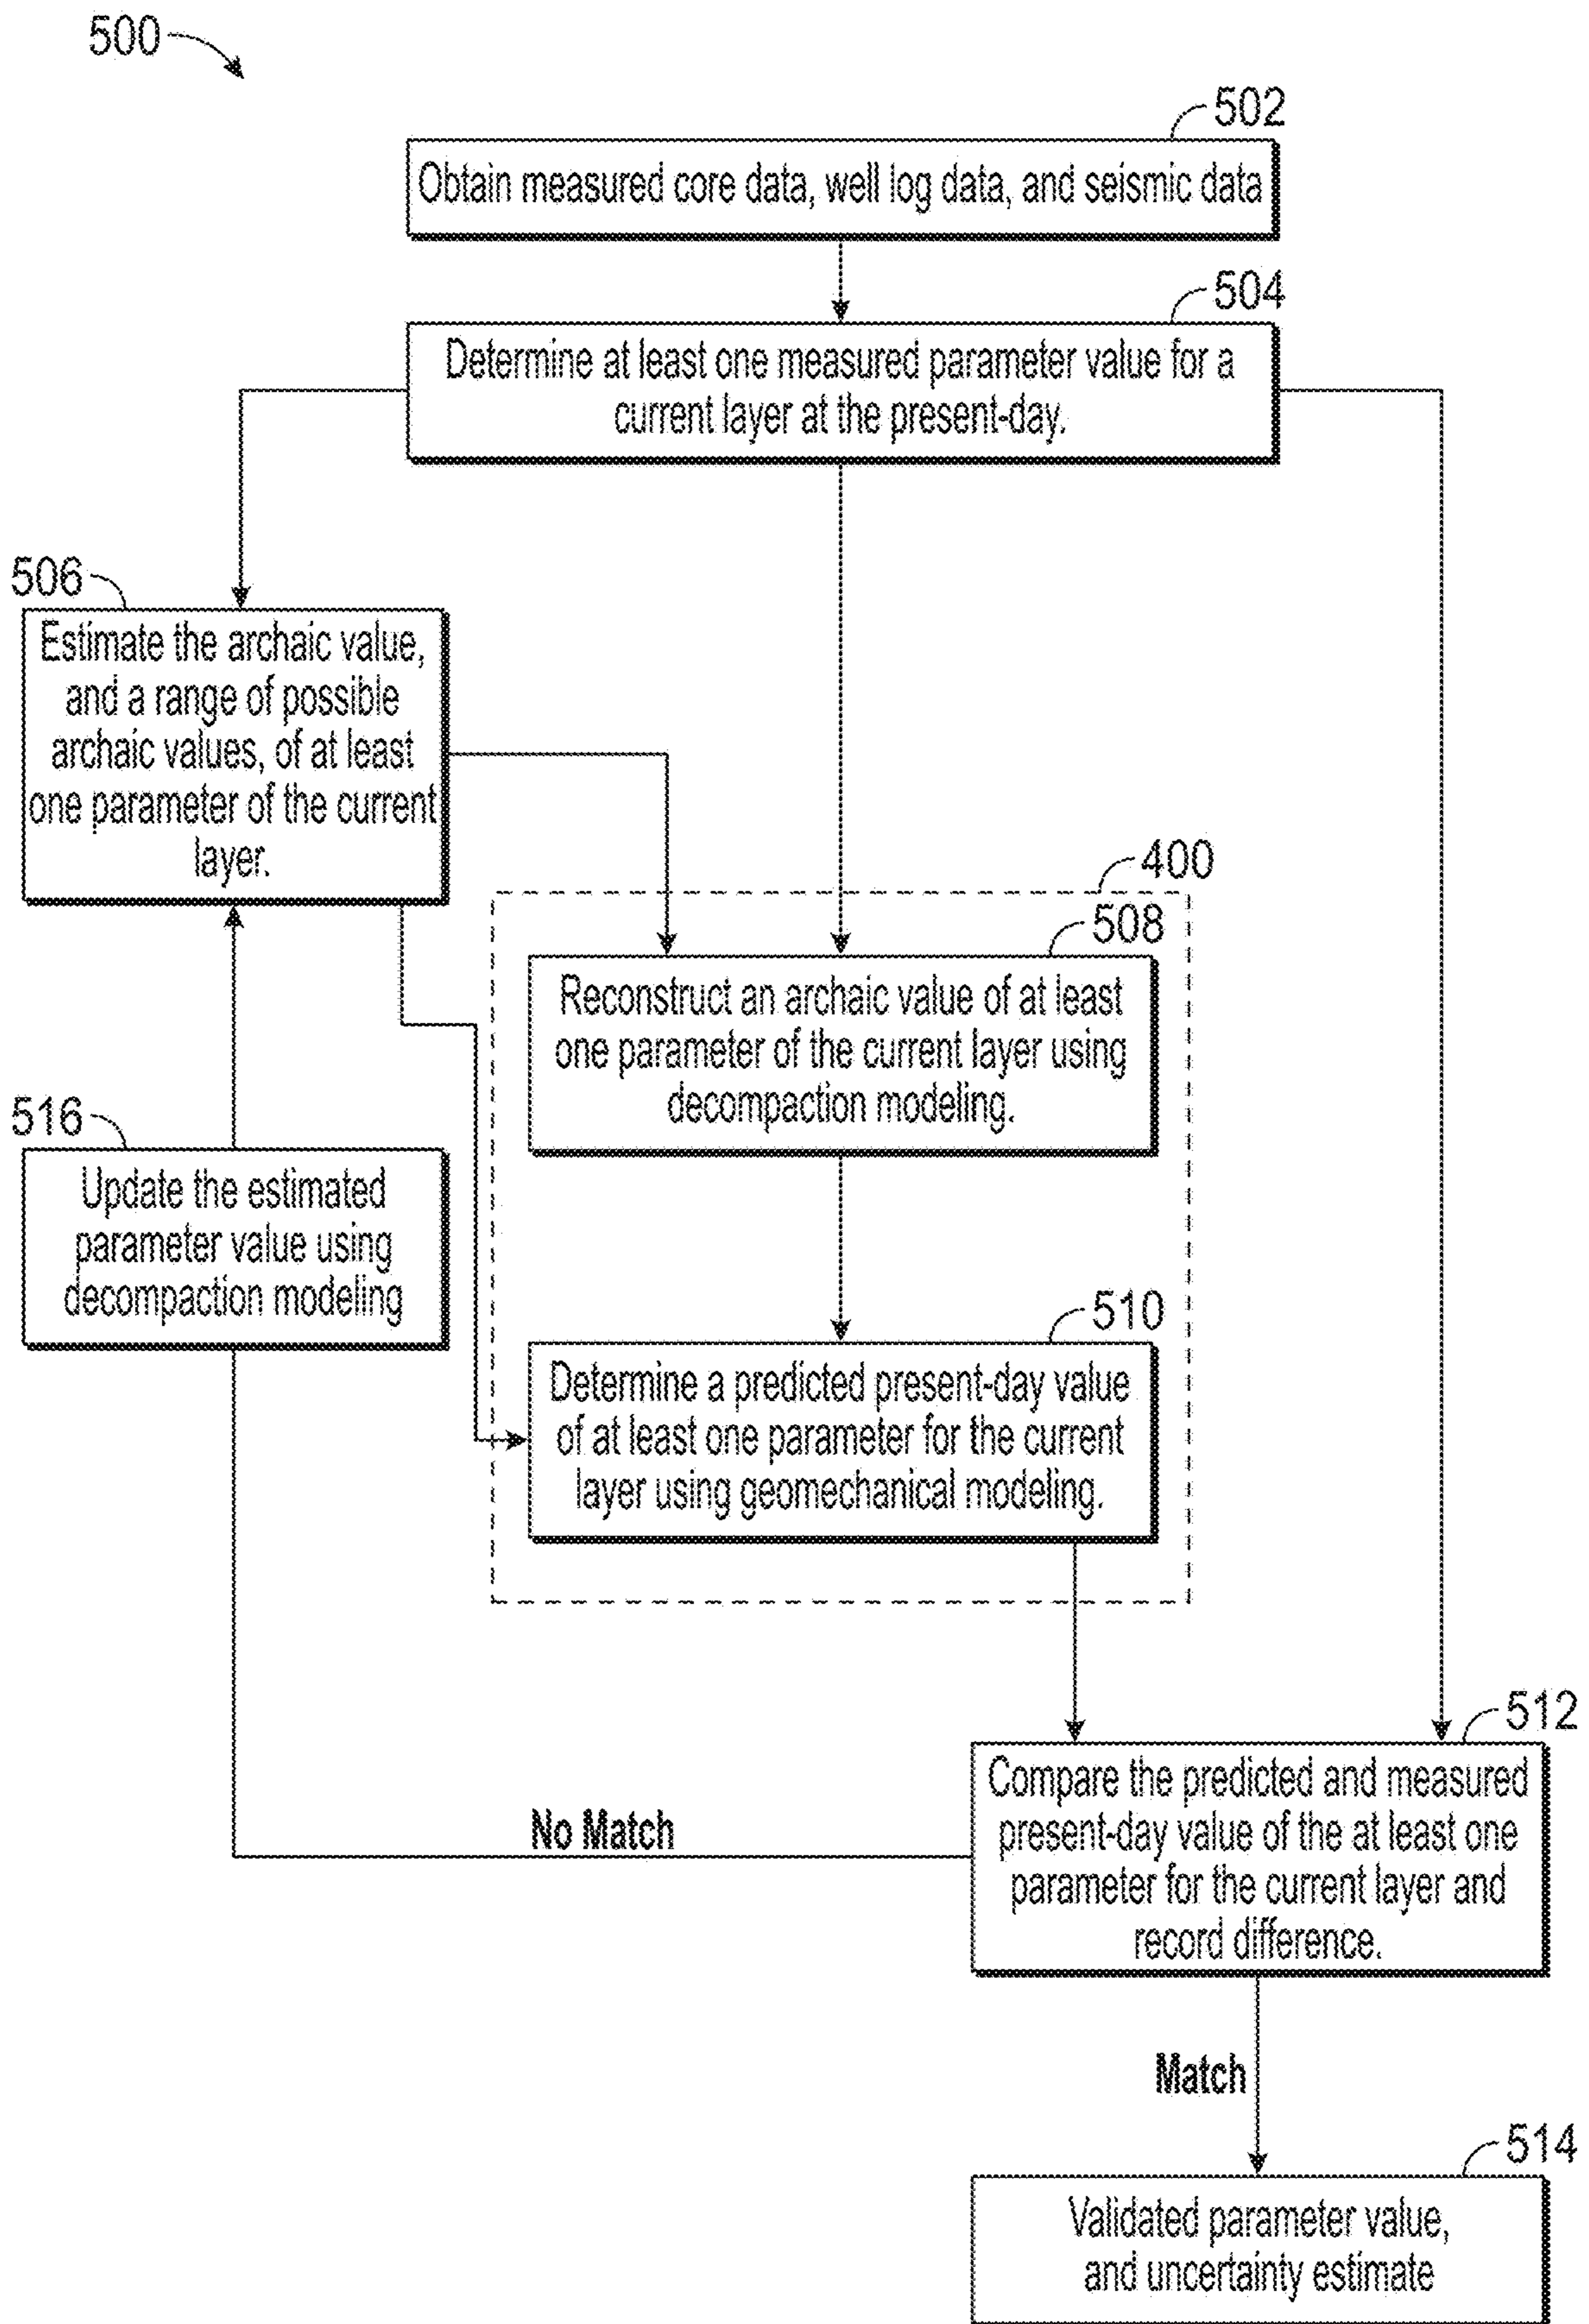 500
502
Obtain measured core data, well log data, and seismic data
504
Determine at least one measured parameter value for a
current layer at the present-day.
506
Estimate the archaic value,
and a range of possible
archaic values, of at least
one parameter of the current
layer.
400
508
Reconstruct an archaic value of at least
one parameter of the current layer using
decompaction modeling.
516
Update the estimated
parameter value using
decompaction modeling
510
Determine a predicted present-day value
of at least one parameter for the current
layer using geomechanical modeling.
512
Compare the predicted and measured
present-day value of the at least one
parameter for the current layer and
record difference.
No Match
Match
514
Validated parameter value,
and uncertainty estimate